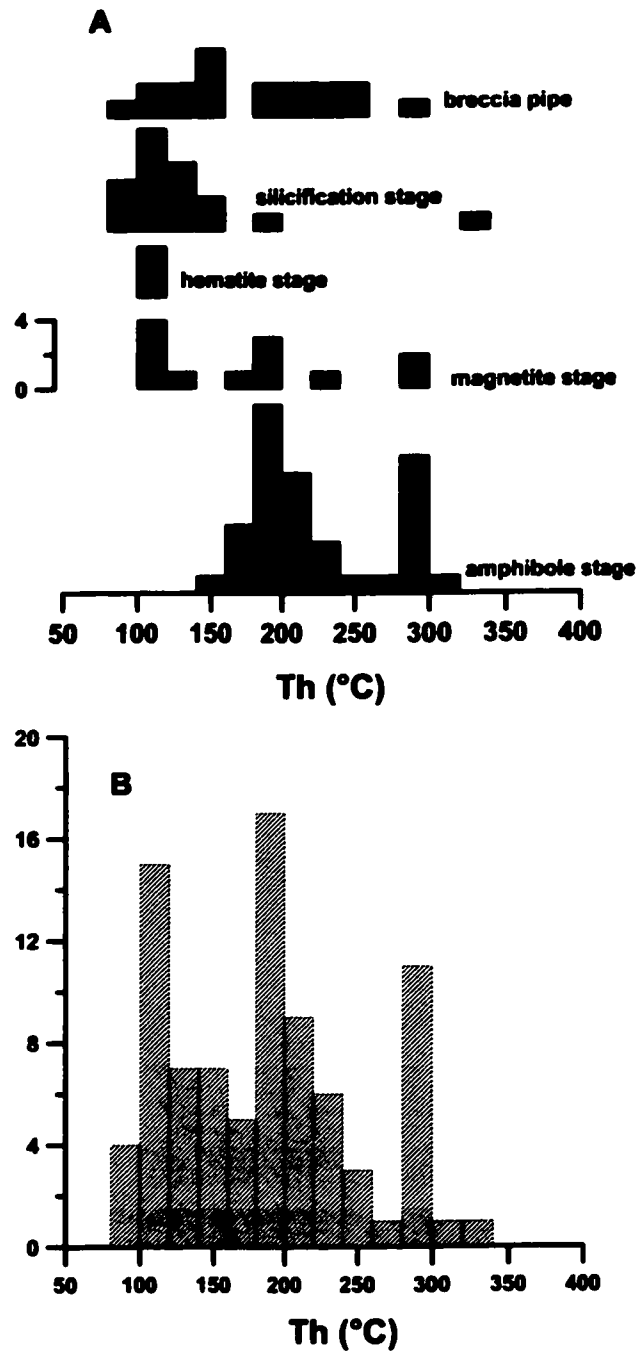 A
breccia pipe
silicification stage
hematite stage
4
0
magnetite stage
amphibole stage
50 100 150 200 250 300 350 400
Th (°C)
20
B
16
12
8
4
0
50 100 150 200 250 300 350 400
Th (°C)